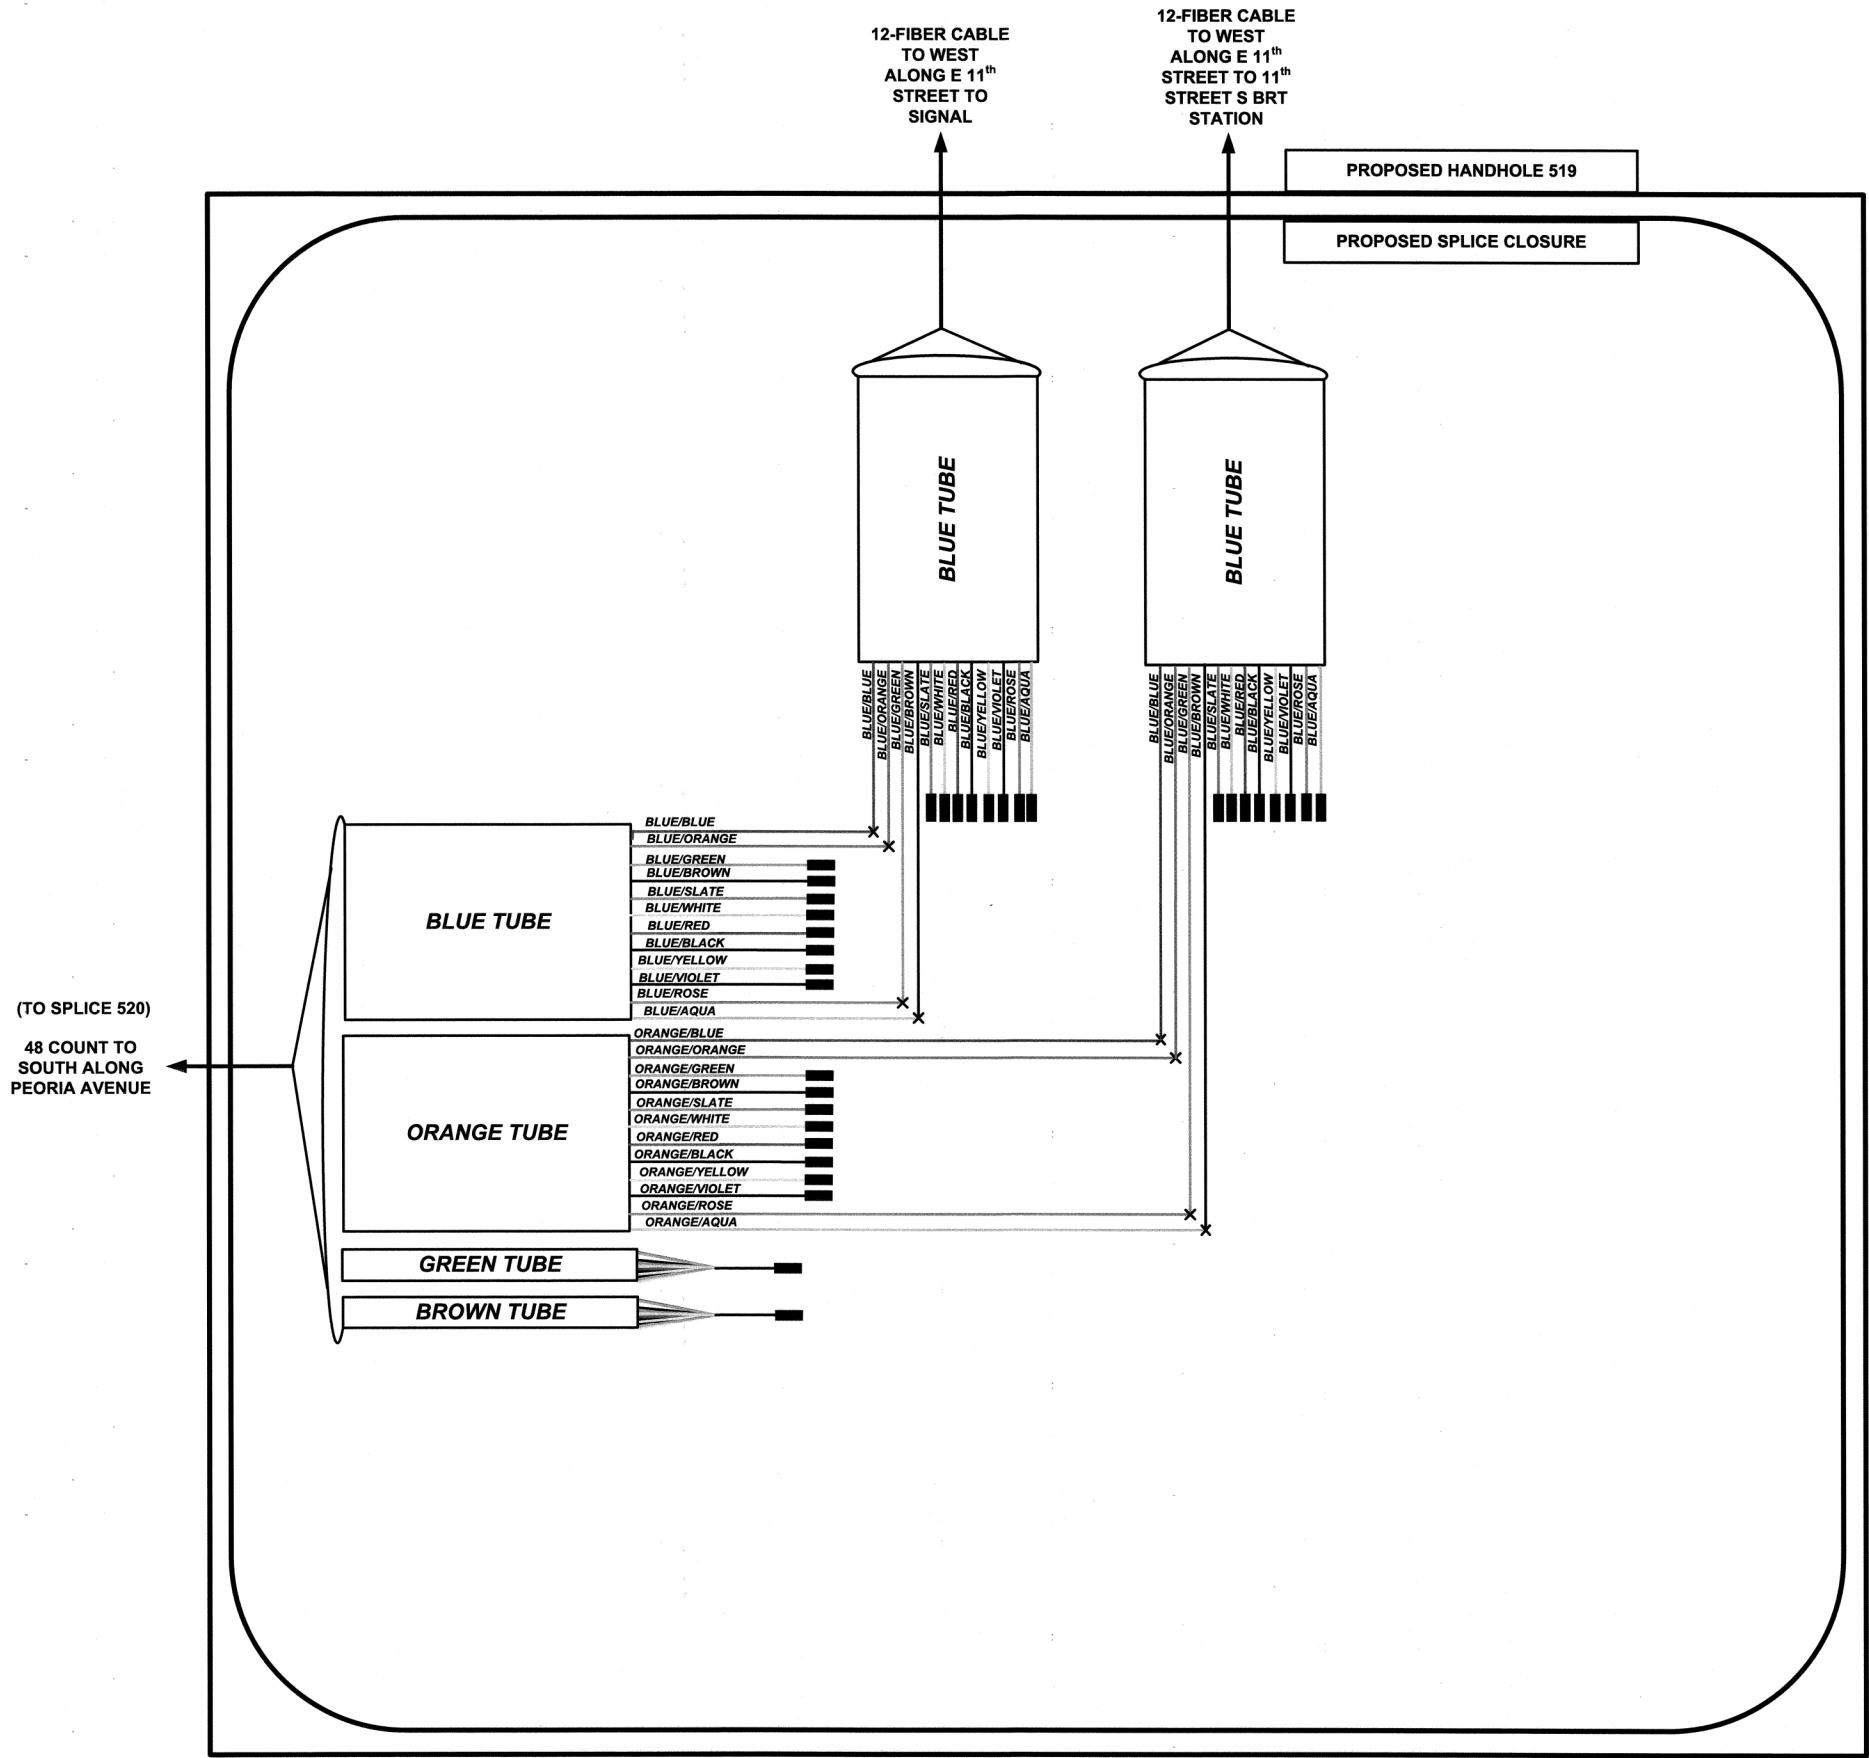 12-FIBER CABLE
TO WEST
ALONG E 11th
STREET TO
SIGNAL
12-FIBER CABLE
TO WEST
ALONG E 11th
STREET TO 11th
STREET S BRT
STATION
PROPOSED HANDHOLE 519
PROPOSED SPLICE CLOSURE
BLUE TUBE
BLUE/BLUE
BLUE/ORANGE
BLUE/GREEN
BLUE/BROWN
BLUE/SLATE
BLUE/WHITE
BLUE/RED
BLUE/BLACK
BLUE/YELLOW
BLUE/VIOLET
BLUE/ROSE
BLUE/AQUA
BLUE TUBE
BLUE/BLUE
BLUE/ORANGE
BLUE/GREEN
BLUE/BROWN
BLUE/SLATE
BLUE/WHITE
BLUE/RED
BLUE/BLACK
BLUE/YELLOW
BLUE/VIOLET
BLUE/ROSE
BLUE/AQUA
(TO SPLICE 520)
48 COUNT TO
SOUTH ALONG
PEORIA AVENUE
BLUE TUBE
BLUE/BLUE
BLUE/ORANGE
BLUE/GREEN
BLUE/BROWN
BLUE/SLATE
BLUE/WHITE
BLUE/RED
BLUE/BLACK
BLUE/YELLOW
BLUE/VIOLET
BLUE/ROSE
BLUE/AQUA
ORANGE TUBE
ORANGE/BLUE
ORANGE/ORANGE
ORANGE/GREEN
ORANGE/BROWN
ORANGE/SLATE
ORANGE/WHITE
ORANGE/RED
ORANGE/BLACK
ORANGE/YELLOW
ORANGE/VIOLET
ORANGE/ROSE
ORANGE/AQUA
GREEN TUBE
BROWN TUBE